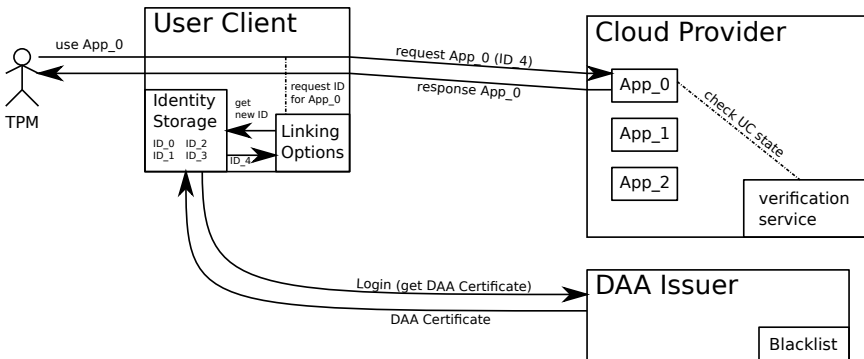 User Client
use App_0
request App_0 (ID_4)
response App_0
Cloud Provider
App_0
check UC state
App_1
App_2
verification
service
TPM
request ID
for App_0
Identity
Storage
ID_0 ID_2
ID_1 ID_3
get
new ID
ID_4
Linking
Options
Login (get DAA Certificate)
DAA Certificate
DAA Issuer
Blacklist